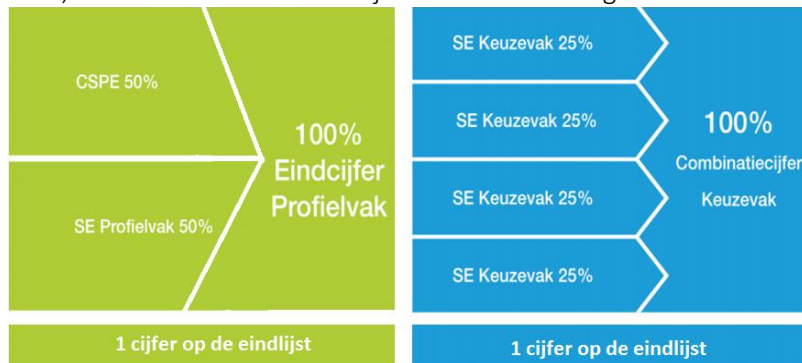 CSPE 50%
SE Profielvak 50%
100%
Eindcijfer
Profielvak
1 cijfer op de eindlijst
SE Keuzevak 25%
SE Keuzevak 25%
SE Keuzevak 25%
SE Keuzevak 25%
100%
Combinatiecijfer
Keuzevak
1 cijfer op de eindlijst